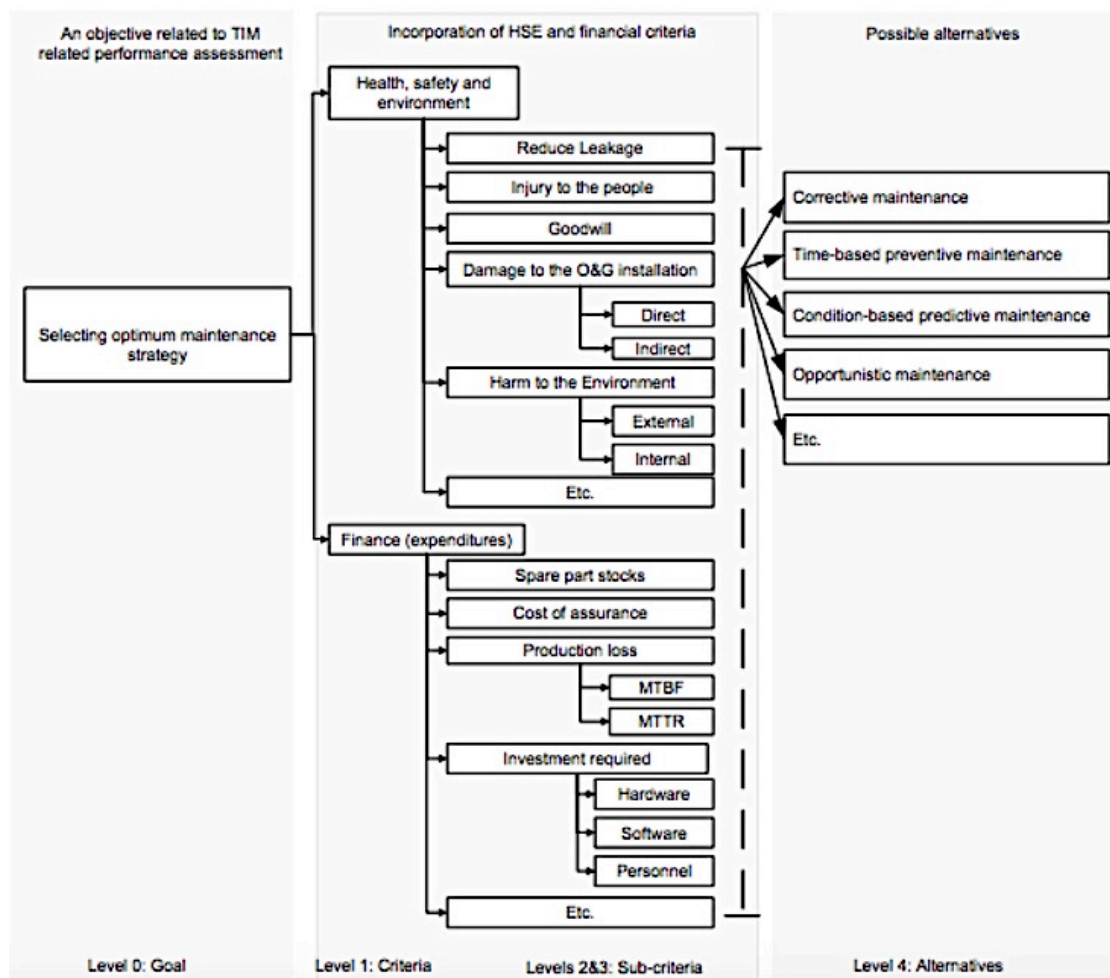 An objective related to TIM
related performance assessment
Incorporation of HSE and financial criteria
Possible alternatives
Health, safety and
environment
Reduce Leakage
Injury to the people
Goodwill
Damage to the O&G installation
Direct
Indirect
Harm to the Environment
External
Internal
Etc.
Selecting optimum maintenance
strategy
Finance (expenditures)
Spare part stocks
Cost of assurance
Production loss
MTBF
MTTR
Investment required
Hardware
Software
Personnel
Etc.
Corrective maintenance
Time-based preventive maintenance
Condition-based predictive maintenance
Opportunistic maintenance
Etc.
Level 0: Goal
Level 1: Criteria
Levels 2&3: Sub-criteria
Level 4: Alternatives